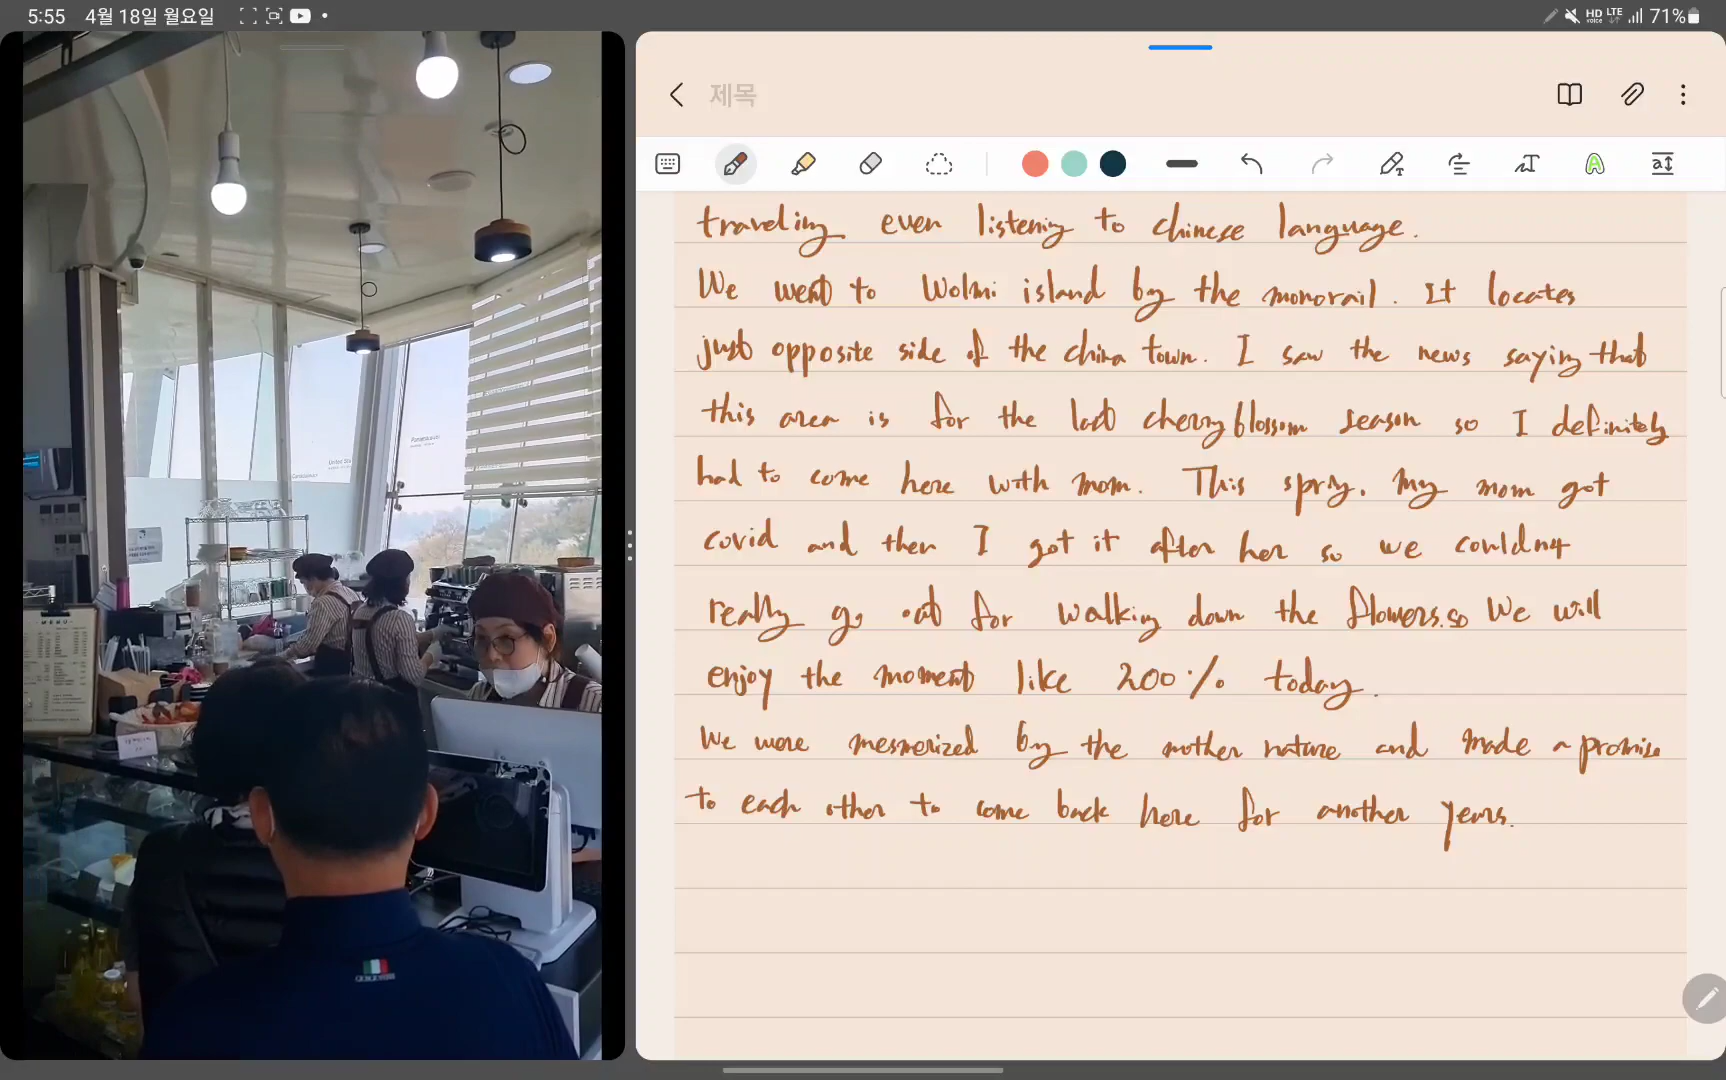 5:55 4월 18일 월요일
HD voice LTE 71%
제목
traveling even listening to chinese language.
We went to Wolmi island by the monorail. It locates
just opposite side of the china town. I saw the news saying that
this area is for the last cherry blossom season so I definitely
had to come here with mom. This spring, my mom got
covid and then I got it after her so we couldn't
really go out for walking down the flowers. so We will
enjoy the moment like 200% today.
We were mesmerized by the mother nature and made a promise
to each other to come back here for another years.
MENU